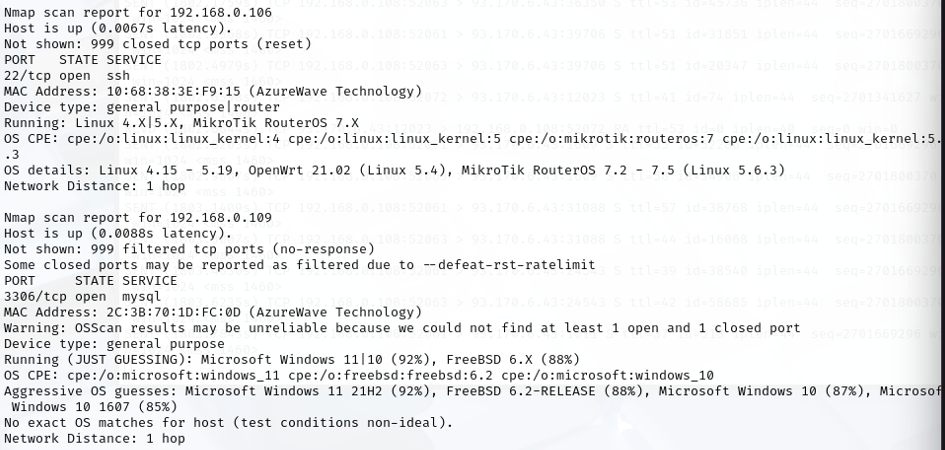 Nmap scan report for 192.168.0.106
Host is up (0.0067s latency).
Not shown: 999 closed tcp ports (reset)
PORT   STATE SERVICE
22/tcp open  ssh
MAC Address: 10:68:38:3E:F9:15 (AzureWave Technology)
Device type: general purpose|router
Running: Linux 4.X|5.X, MikroTik RouterOS 7.X
OS CPE: cpe:/o:linux:linux_kernel:4 cpe:/o:linux:linux_kernel:5 cpe:/o:mikrotik:routeros:7 cpe:/o:linux:linux_kernel:5.
.3
OS details: Linux 4.15 - 5.19, OpenWrt 21.02 (Linux 5.4), MikroTik RouterOS 7.2 - 7.5 (Linux 5.6.3)
Network Distance: 1 hop
Nmap scan report for 192.168.0.109
Host is up (0.0088s latency).
Not shown: 999 filtered tcp ports (no-response)
Some closed ports may be reported as filtered due to --defeat-rst-ratelimit
PORT     STATE SERVICE
3306/tcp open  mysql
MAC Address: 2C:3B:70:1D:FC:0D (AzureWave Technology)
Warning: OSScan results may be unreliable because we could not find at least 1 open and 1 closed port
Device type: general purpose
Running (JUST GUESSING): Microsoft Windows 11|10 (92%), FreeBSD 6.X (88%)
OS CPE: cpe:/o:microsoft:windows_11 cpe:/o:freebsd:freebsd:6.2 cpe:/o:microsoft:windows_10
Aggressive OS guesses: Microsoft Windows 11 21H2 (92%), FreeBSD 6.2-RELEASE (88%), Microsoft Windows 10 (87%), Microsof
 Windows 10 1607 (85%)
No exact OS matches for host (test conditions non-ideal).
Network Distance: 1 hop